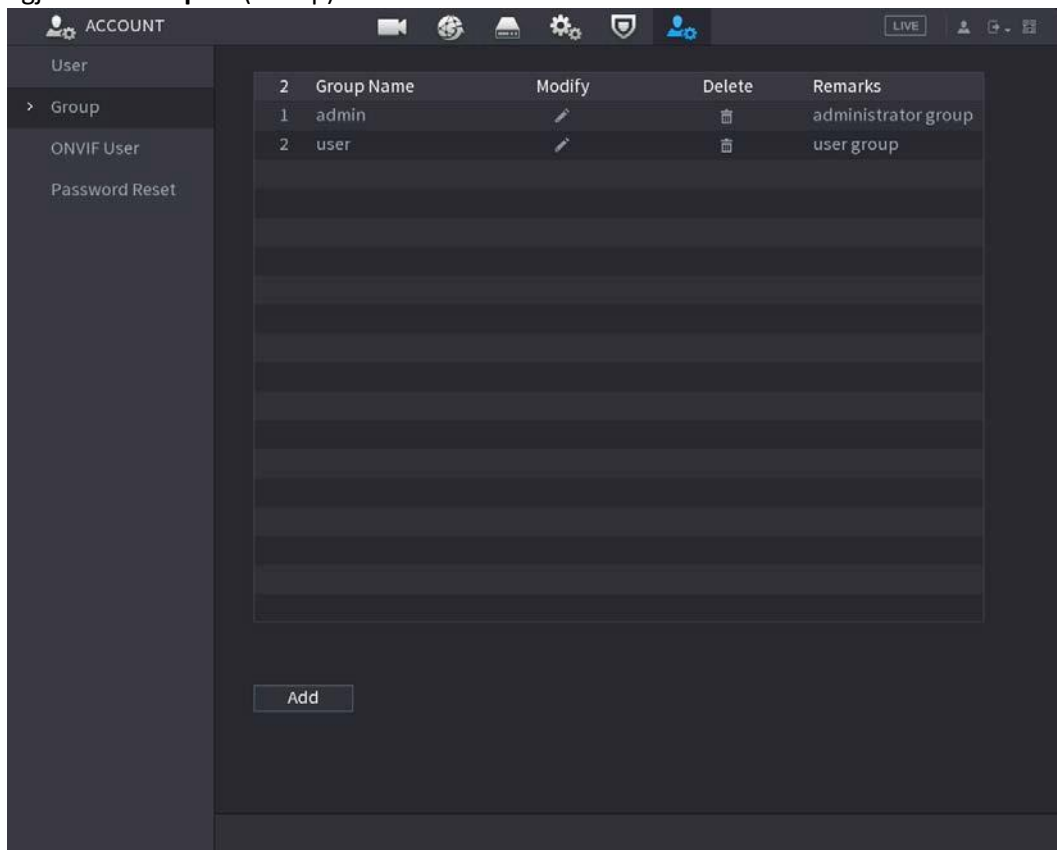 ACCOUNT
LIVE
User
Group
ONVIF User
Password Reset
2 Group Name Modify Delete Remarks
1 admin administrator group
2 user user group
Add